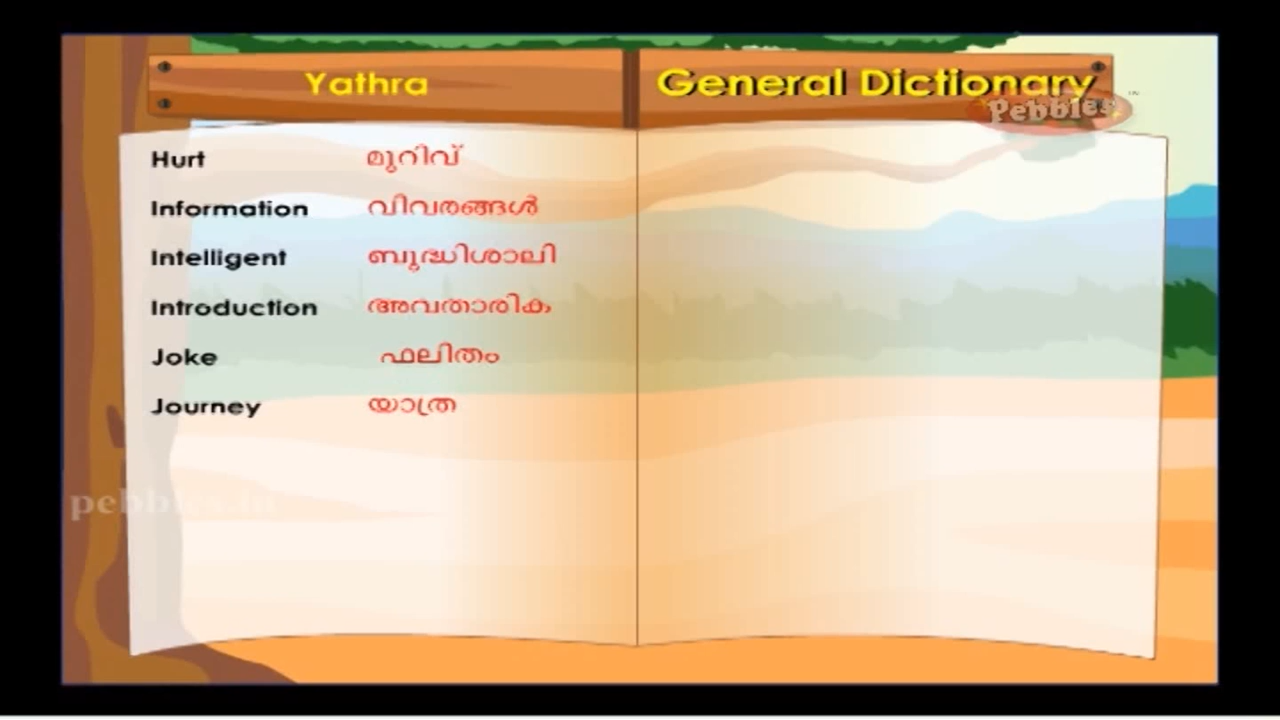 Yathra
General Dictionary
Pebbles
Hurt മുറിവ്
Information വിവരങ്ങൾ
Intelligent ബുദ്ധിശാലി
Introduction അവതാരിക
Joke ഫലിതം
Journey യാത്ര
pebbles.in